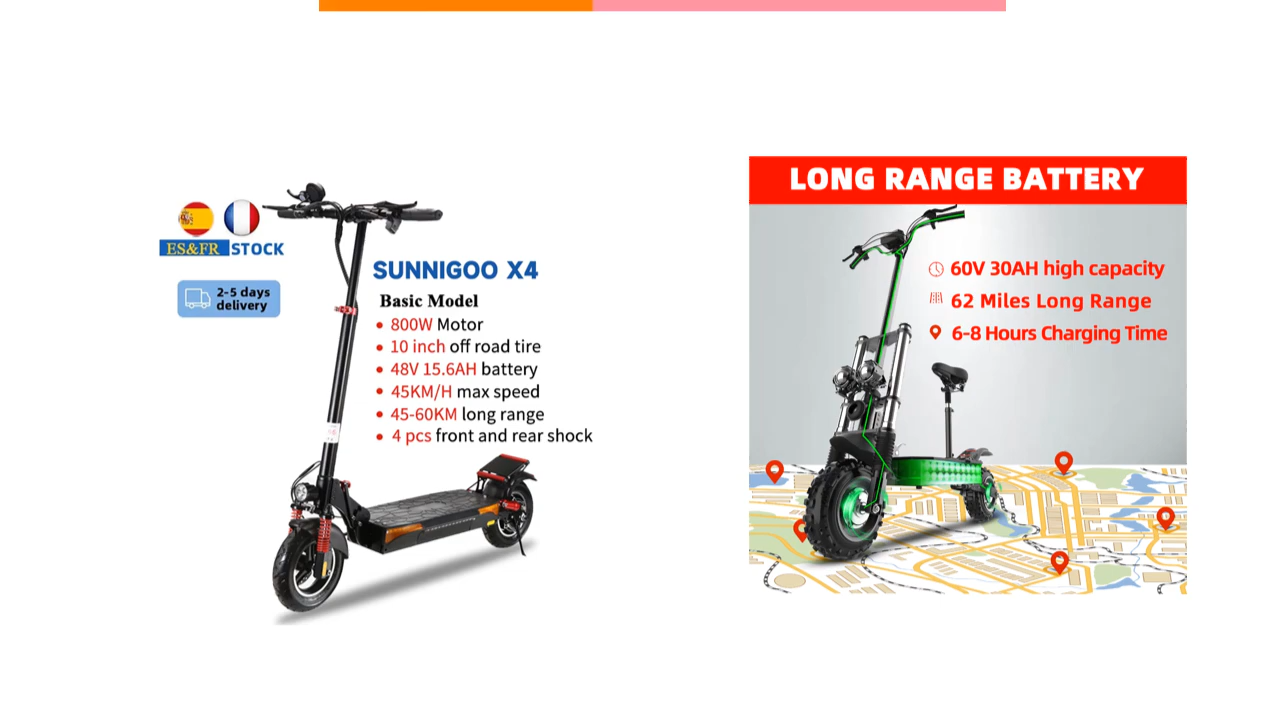 ES&FR STOCK
2-5 days
delivery
SUNNIGOO X4
Basic Model
800W Motor
10 inch off road tire
48V 15.6AH battery
45KM/H max speed
45-60KM long range
4 pcs front and rear shock
LONG RANGE BATTERY
60V 30AH high capacity
62 Miles Long Range
6-8 Hours Charging Time